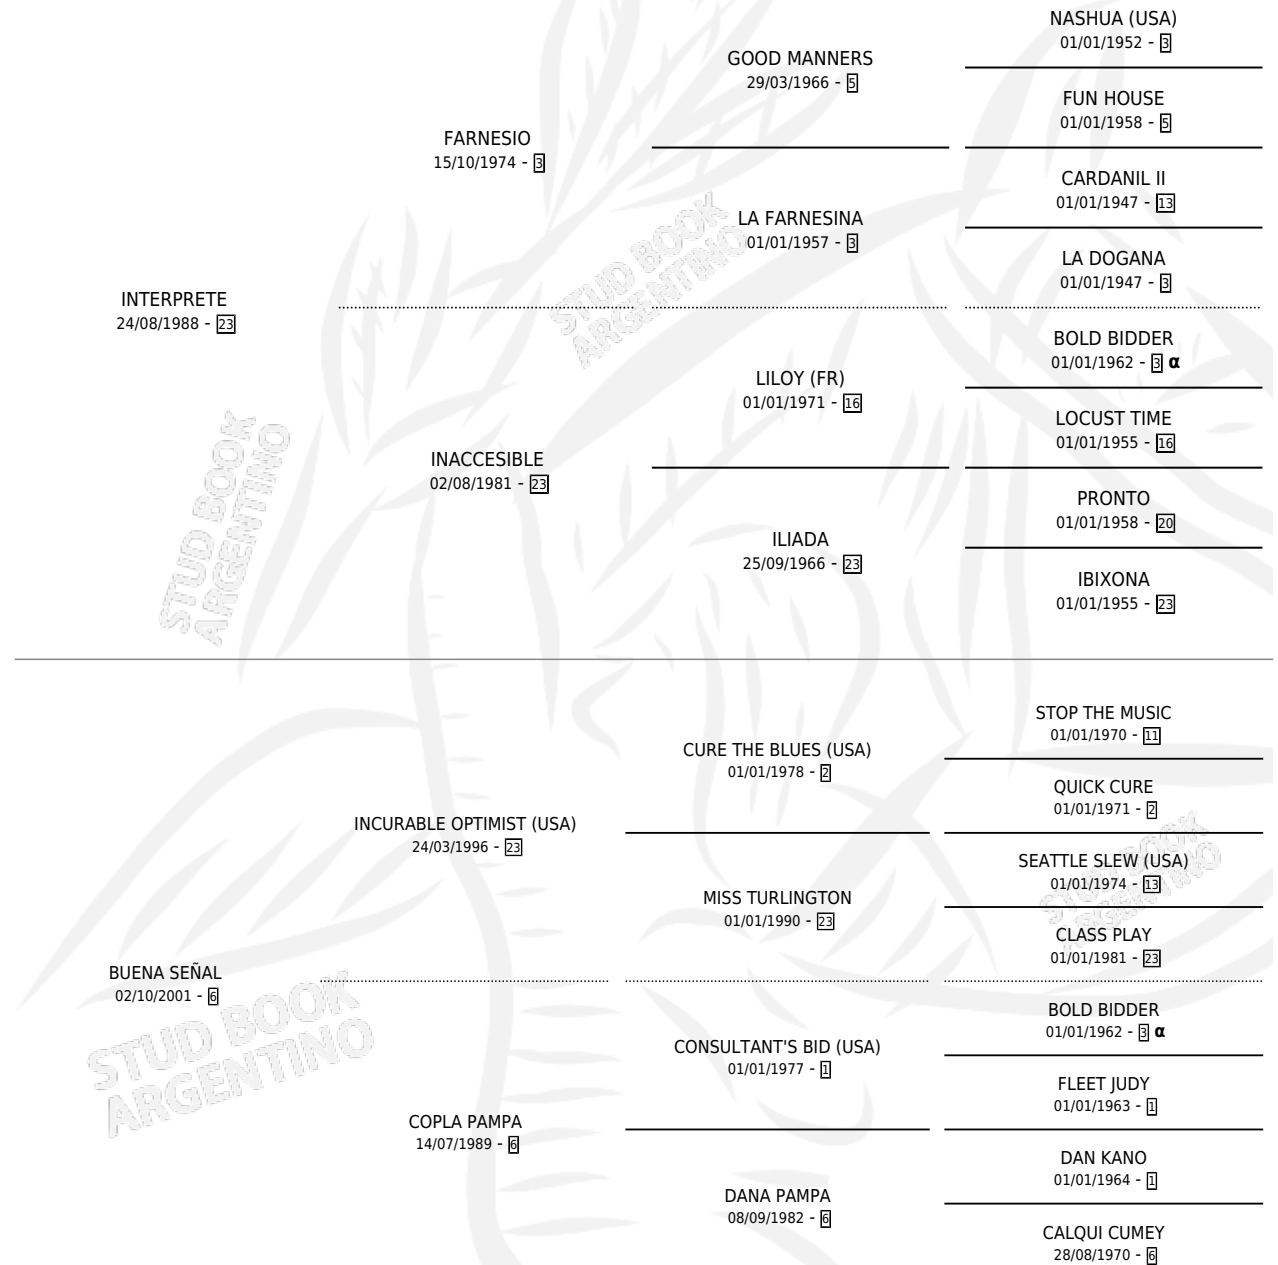 NASHUA (USA)
01/01/1952 - 3
GOOD MANNERS
29/03/1966 - 5
FUN HOUSE
01/01/1958 - 5
FARNESIO
15/10/1974 - 3
CARDANIL II
01/01/1947 - 13
LA FARNESINA
01/01/1957 - 3
LA DOGANA
01/01/1947 - 3
INTERPRETE
24/08/1988 - 23
BOLD BIDDER
01/01/1962 - 3 α
LILOY (FR)
01/01/1971 - 16
LOCUST TIME
01/01/1955 - 16
INACCESIBLE
02/08/1981 - 23
PRONTO
01/01/1958 - 20
ILIADA
25/09/1966 - 23
IBIXONA
01/01/1955 - 23
STUD BOOK
ARGENTINO
STUD BOOK
ARGENTINO
STOP THE MUSIC
01/01/1970 - 11
CURE THE BLUES (USA)
01/01/1978 - 2
QUICK CURE
01/01/1971 - 2
INCURABLE OPTIMIST (USA)
24/03/1996 - 23
SEATTLE SLEW (USA)
01/01/1974 - 13
MISS TURLINGTON
01/01/1990 - 23
CLASS PLAY
01/01/1981 - 23
STUD BOOK
ARGENTINO
BUENA SEÑAL
02/10/2001 - 6
BOLD BIDDER
01/01/1962 - 3 α
CONSULTANT'S BID (USA)
01/01/1977 - 1
FLEET JUDY
01/01/1963 - 1
COPLA PAMPA
14/07/1989 - 6
DAN KANO
01/01/1964 - 1
DANA PAMPA
08/09/1982 - 6
CALQUI CUMEY
28/08/1970 - 6
STUD BOOK
ARGENTINO